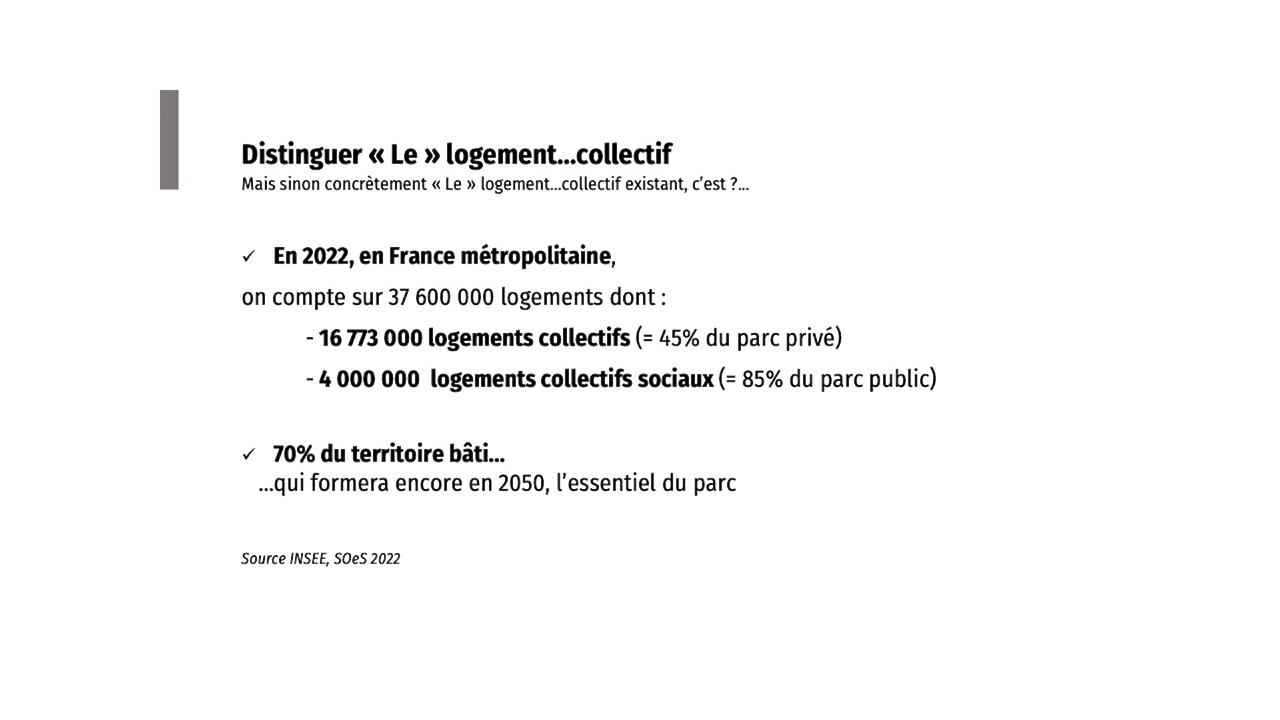 Distinguer « Le » logement...collectif
Mais sinon concrètement « Le » logement...collectif existant, c’est ?...
✓ En 2022, en France métropolitaine,
on compte sur 37 600 000 logements dont :
- 16 773 000 logements collectifs (= 45% du parc privé)
- 4 000 000 logements collectifs sociaux (= 85% du parc public)
✓ 70% du territoire bâti...
...qui formera encore en 2050, l’essentiel du parc
Source INSEE, SOeS 2022